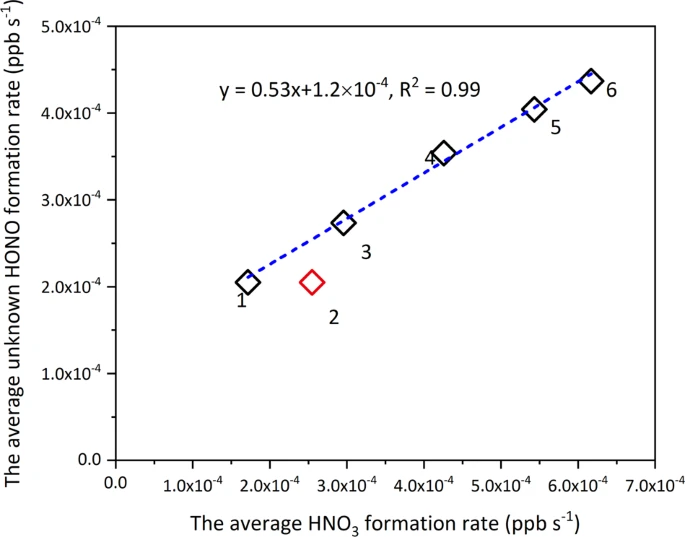 The average unknown HONO formation rate (ppb s⁻¹)
5.0x10⁻⁴
4.0x10⁻⁴
3.0x10⁻⁴
2.0x10⁻⁴
1.0x10⁻⁴
0.0
y = 0.53x+1.2×10⁻⁴, R² = 0.99
1
2
3
4
5
6
0.0 1.0x10⁻⁴ 2.0x10⁻⁴ 3.0x10⁻⁴ 4.0x10⁻⁴ 5.0x10⁻⁴ 6.0x10⁻⁴ 7.0x10⁻⁴
The average HNO₃ formation rate (ppb s⁻¹)